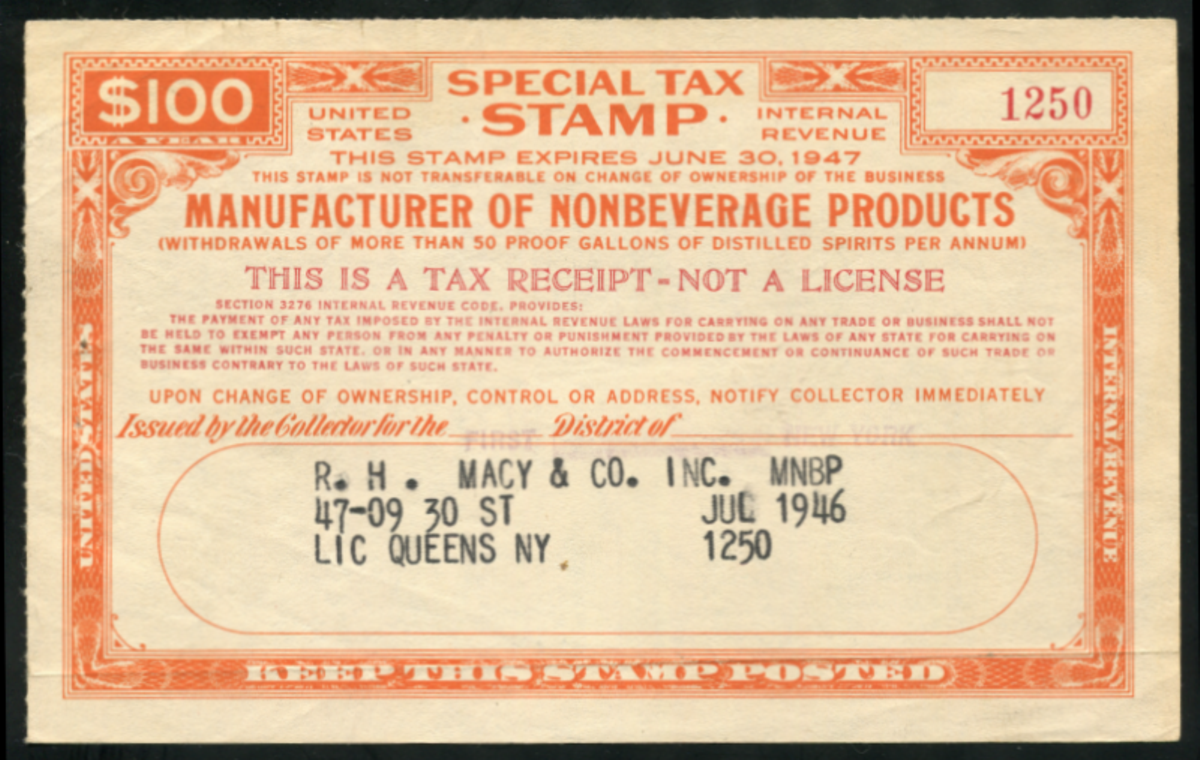 $100
A YEAR
UNITED STATES
SPECIAL TAX
· STAMP ·
INTERNAL REVENUE
1250
THIS STAMP EXPIRES JUNE 30, 1947
THIS STAMP IS NOT TRANSFERABLE ON CHANGE OF OWNERSHIP OF THE BUSINESS
MANUFACTURER OF NONBEVERAGE PRODUCTS
(WITHDRAWALS OF MORE THAN 50 PROOF GALLONS OF DISTILLED SPIRITS PER ANNUM)
THIS IS A TAX RECEIPT - NOT A LICENSE
SECTION 3276 INTERNAL REVENUE CODE, PROVIDES:
THE PAYMENT OF ANY TAX IMPOSED BY THE INTERNAL REVENUE LAWS FOR CARRYING ON ANY TRADE OR BUSINESS SHALL NOT
BE HELD TO EXEMPT ANY PERSON FROM ANY PENALTY OR PUNISHMENT PROVIDED BY THE LAWS OF ANY STATE FOR CARRYING ON
THE SAME WITHIN SUCH STATE, OR IN ANY MANNER TO AUTHORIZE THE COMMENCEMENT OR CONTINUANCE OF SUCH TRADE OR
BUSINESS CONTRARY TO THE LAWS OF SUCH STATE.
UPON CHANGE OF OWNERSHIP, CONTROL OR ADDRESS, NOTIFY COLLECTOR IMMEDIATELY
Issued by the Collector for the FIRST District of NEW YORK
R. H. MACY & CO. INC. MNBP
47-09 30 ST JUL 1946
LIC QUEENS NY 1250
UNITED STATES
INTERNAL REVENUE
KEEP THIS STAMP POSTED